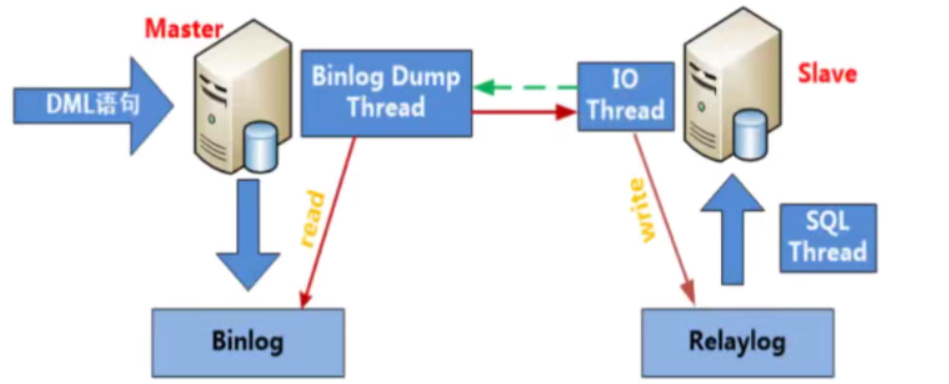 Master
Slave
DML语句
Binlog Dump
Thread
IO
Thread
read
write
SQL
Thread
Binlog
Relaylog